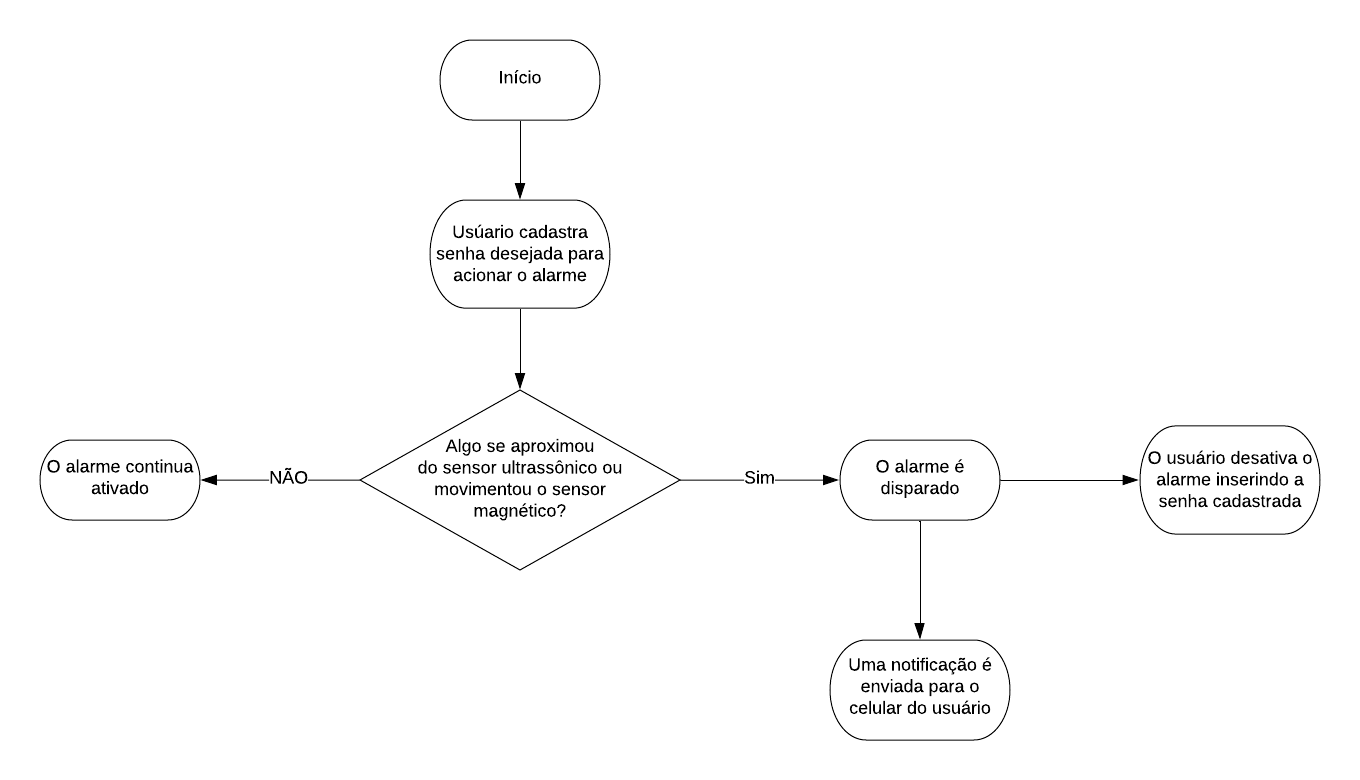 Início
Usúario cadastra
senha desejada para
acionar o alarme
Algo se aproximou
do sensor ultrassônico ou
movimentou o sensor
magnético?
NÃO
O alarme continua
ativado
Sim
O alarme é
disparado
O usuário desativa o
alarme inserindo a
senha cadastrada
Uma notificação é
enviada para o
celular do usuário